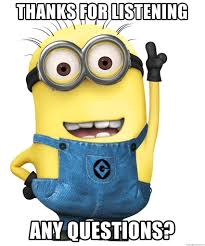 THANKS FOR LISTENING
ANY QUESTIONS?